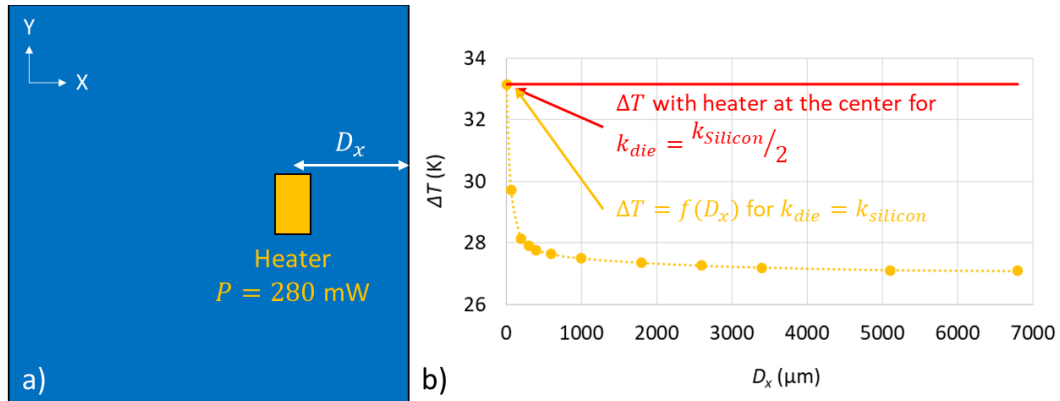 Y
X
D_x
Heater
P = 280 mW
a)
34
32
30
28
26
ΔT (K)
ΔT with heater at the center for
k_die = k_Silicon/2
ΔT = f(D_x) for k_die = k_silicon
0 1000 2000 3000 4000 5000 6000 7000
D_x (μm)
b)